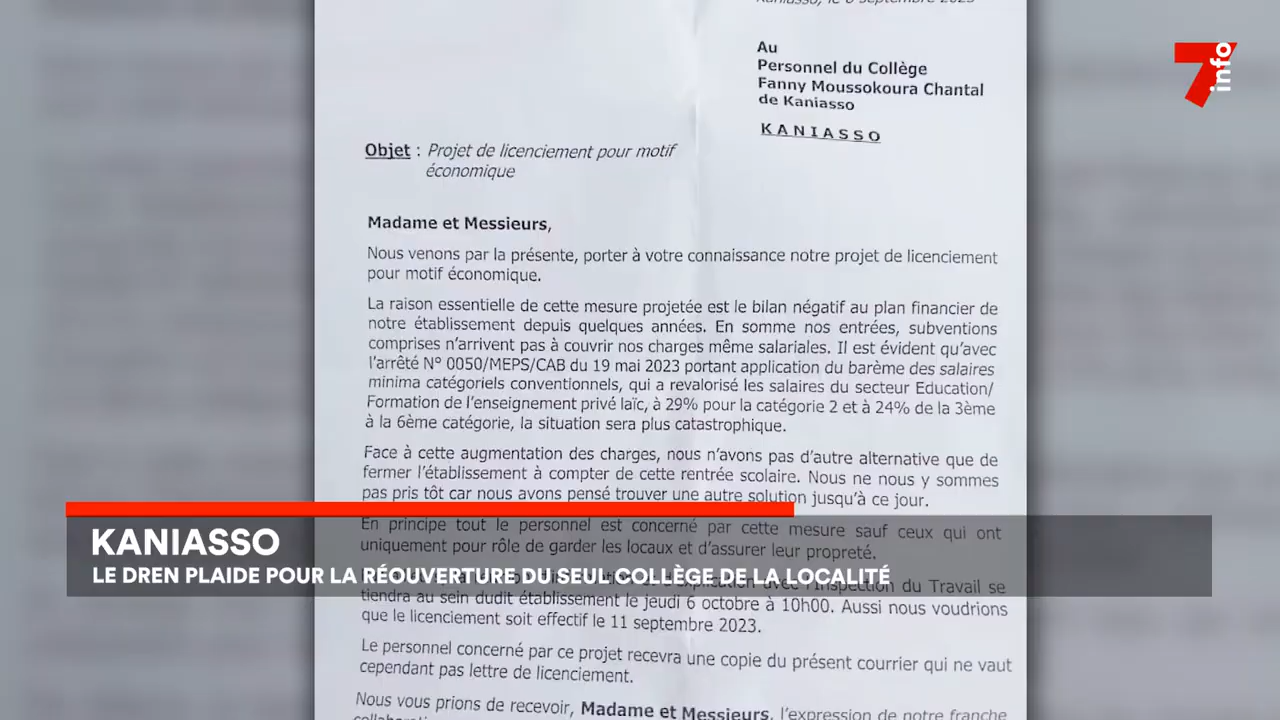 Kaniasso, le 6 septembre 2023
Au
Personnel du Collège
Fanny Moussokoura Chantal
de Kaniasso
KANIASSO
7info
Objet : Projet de licenciement pour motif
économique
Madame et Messieurs,
Nous venons par la présente, porter à votre connaissance notre projet de licenciement
pour motif économique.
La raison essentielle de cette mesure projetée est le bilan négatif au plan financier de
notre établissement depuis quelques années. En somme nos entrées, subventions
comprises n'arrivent pas à couvrir nos charges même salariales. Il est évident qu'avec
l'arrêté N° 0050/MEPS/CAB du 19 mai 2023 portant application du barème des salaires
minima catégoriels conventionnels, qui a revalorisé les salaires du secteur Education/
Formation de l'enseignement privé laïc, à 29% pour la catégorie 2 et à 24% de la 3ème
à la 6ème catégorie, la situation sera plus catastrophique.
Face à cette augmentation des charges, nous n'avons pas d'autre alternative que de
fermer l'établissement à compter de cette rentrée scolaire. Nous ne nous y sommes
pas pris tôt car nous avons pensé trouver une autre solution jusqu'à ce jour.
En principe tout le personnel est concerné par cette mesure sauf ceux qui ont
uniquement pour rôle de garder les locaux et d'assurer leur propreté.
KANIASSO
LE DREN PLAIDE POUR LA RÉOUVERTURE DU SEUL COLLÈGE DE LA LOCALITÉ
d'explication avec l'Inspection du Travail se
tiendra au sein dudit établissement le jeudi 6 octobre à 10h00. Aussi nous voudrions
que le licenciement soit effectif le 11 septembre 2023.
Le personnel concerné par ce projet recevra une copie du présent courrier qui ne vaut
cependant pas lettre de licenciement.
Nous vous prions de recevoir, Madame et Messieurs, l'expression de notre franche